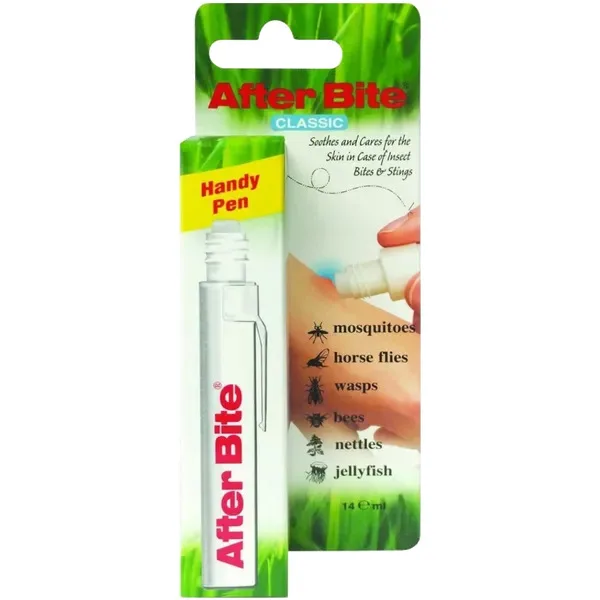 After Bite
CLASSIC
Soothes and Cares for the
Skin in Case of Insect
Bites & Stings
Handy
Pen
After Bite®
mosquitoes
horse flies
wasps
bees
nettles
jellyfish
14 ℮ ml